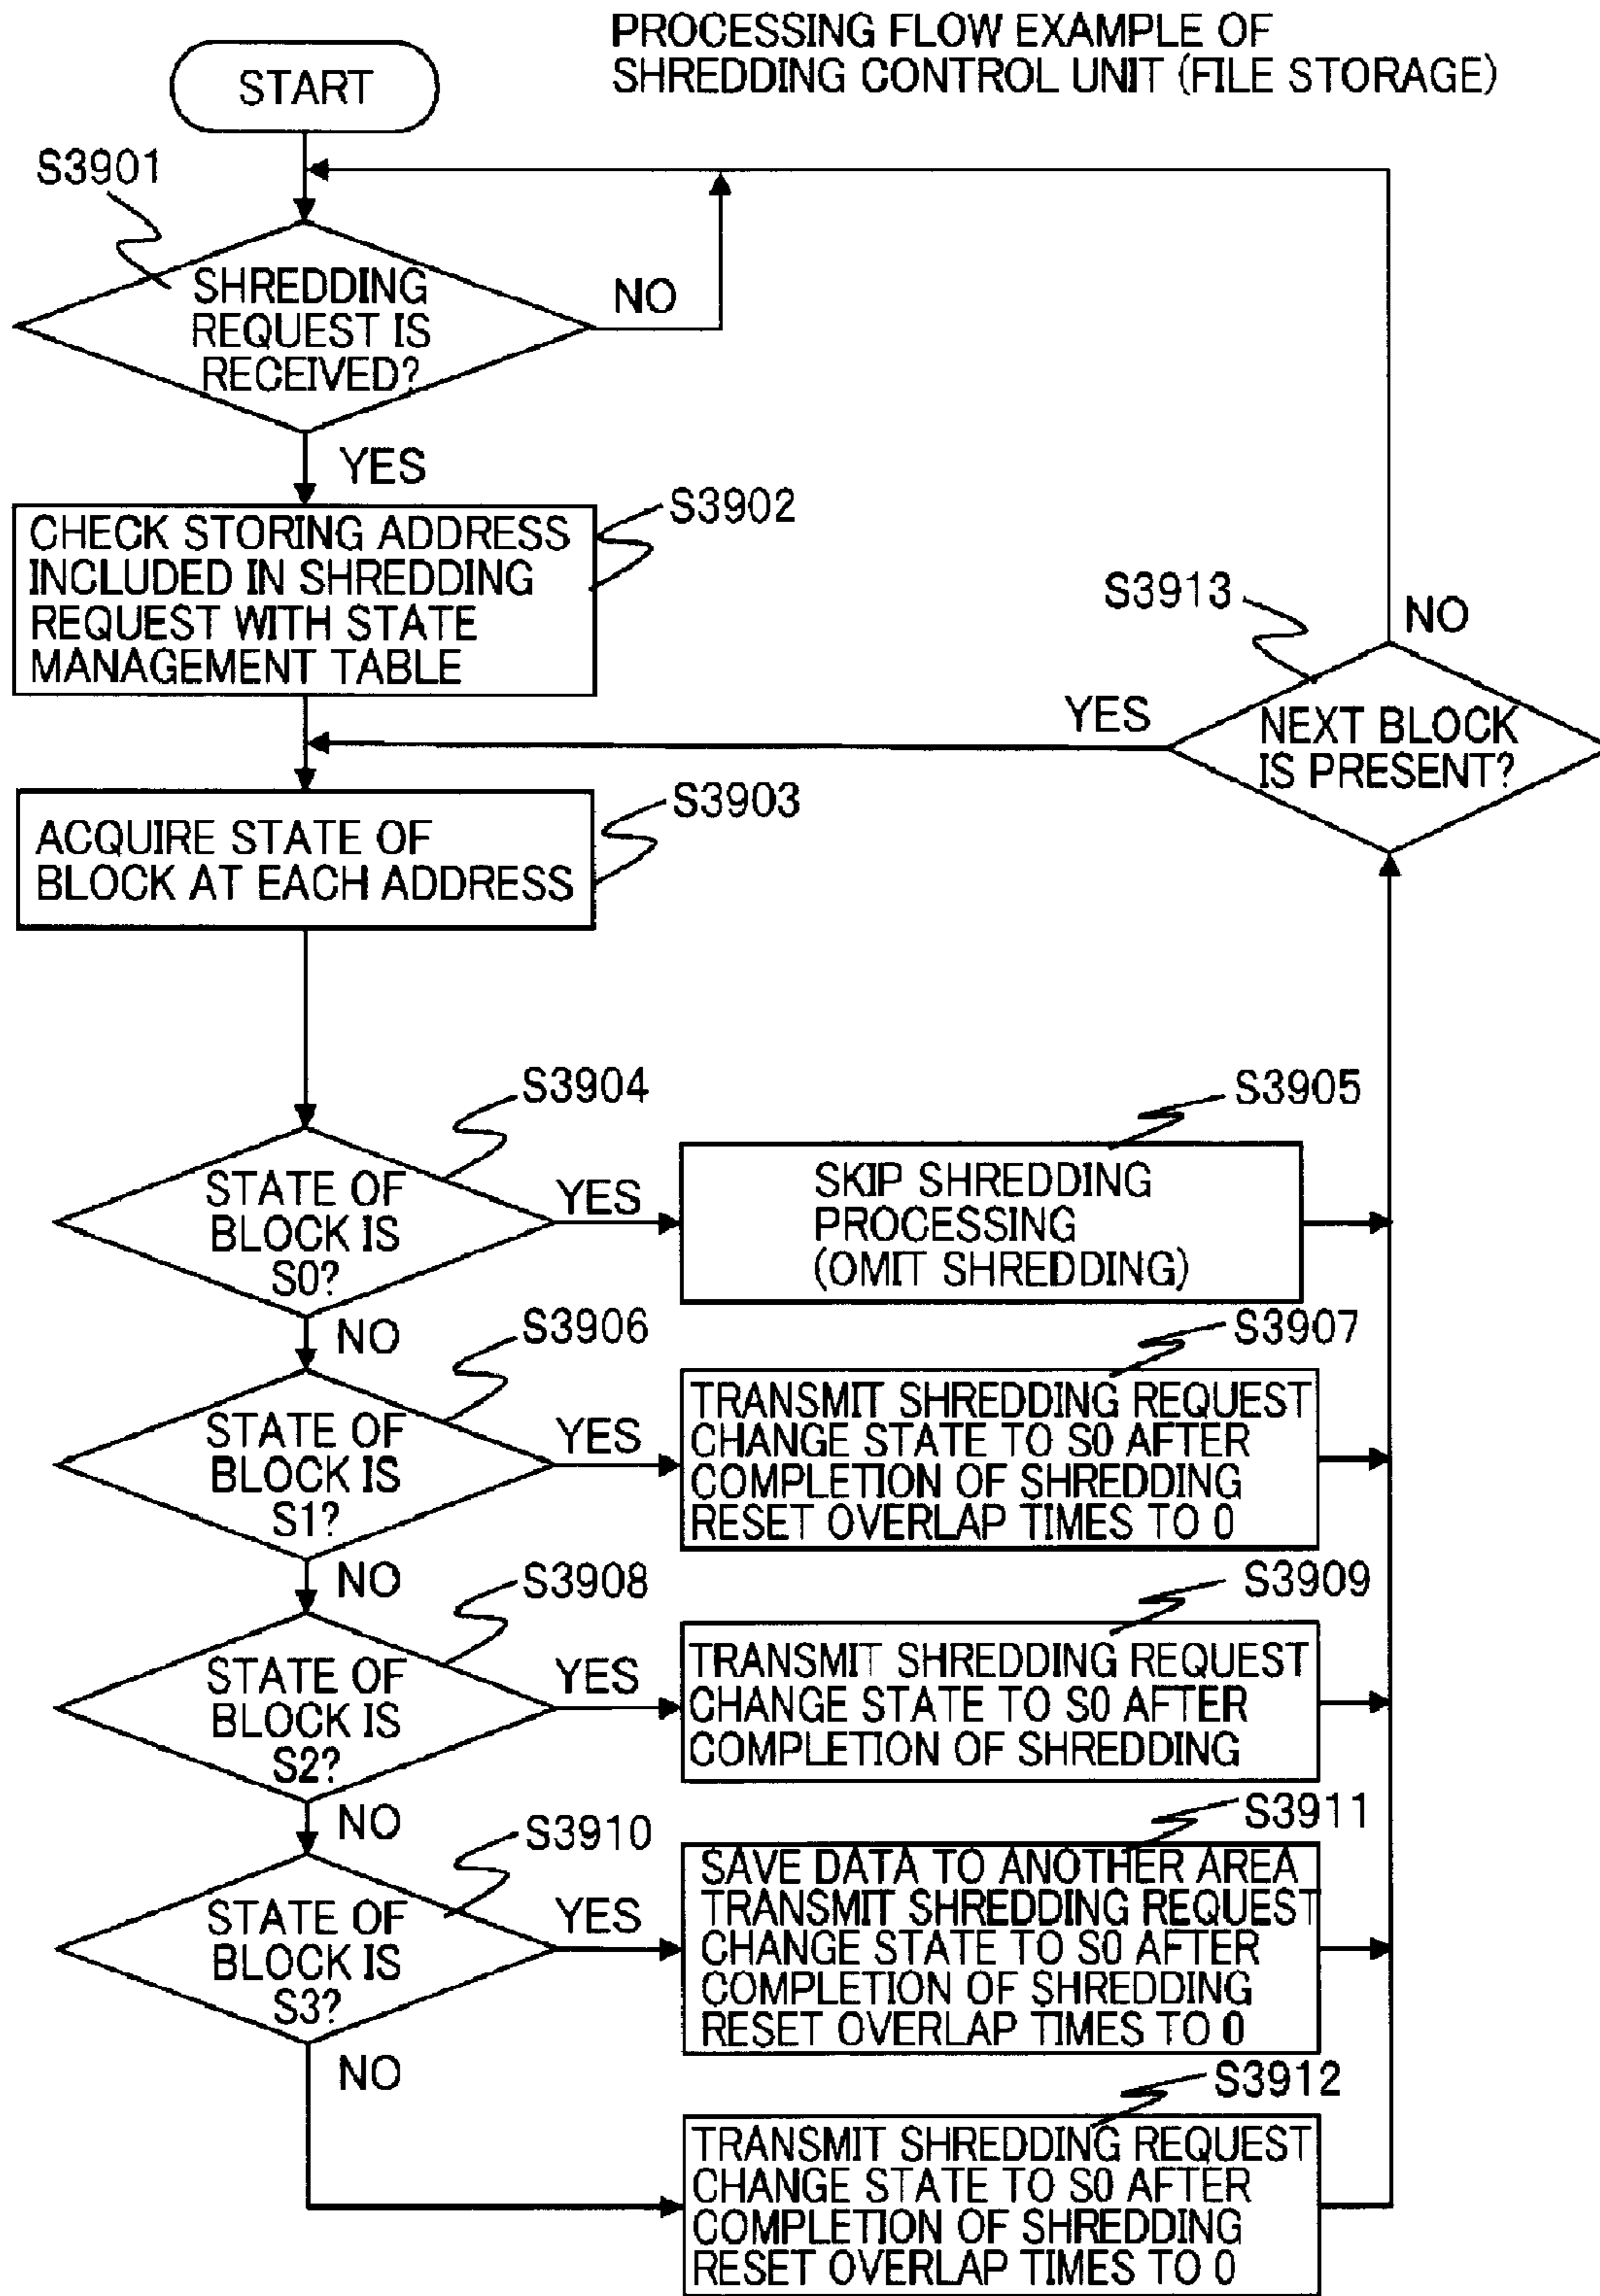 PROCESSING FLOW EXAMPLE OF
SHREDDING CONTROL UNIT (FILE STORAGE)
START
S3901
SHREDDING
REQUEST IS
RECEIVED?
NO
YES
S3902
CHECK STORING ADDRESS
INCLUDED IN SHREDDING
REQUEST WITH STATE
MANAGEMENT TABLE
S3913
NO
YES
NEXT BLOCK
IS PRESENT?
S3903
ACQUIRE STATE OF
BLOCK AT EACH ADDRESS
S3904
STATE OF
BLOCK IS
S0?
YES
S3905
SKIP SHREDDING
PROCESSING
(OMIT SHREDDING)
NO
S3906
STATE OF
BLOCK IS
S1?
YES
S3907
TRANSMIT SHREDDING REQUEST
CHANGE STATE TO S0 AFTER
COMPLETION OF SHREDDING
RESET OVERLAP TIMES TO 0
NO
S3908
STATE OF
BLOCK IS
S2?
YES
S3909
TRANSMIT SHREDDING REQUEST
CHANGE STATE TO S0 AFTER
COMPLETION OF SHREDDING
NO
S3910
STATE OF
BLOCK IS
S3?
YES
S3911
SAVE DATA TO ANOTHER AREA
TRANSMIT SHREDDING REQUEST
CHANGE STATE TO S0 AFTER
COMPLETION OF SHREDDING
RESET OVERLAP TIMES TO 0
NO
S3912
TRANSMIT SHREDDING REQUEST
CHANGE STATE TO S0 AFTER
COMPLETION OF SHREDDING
RESET OVERLAP TIMES TO 0